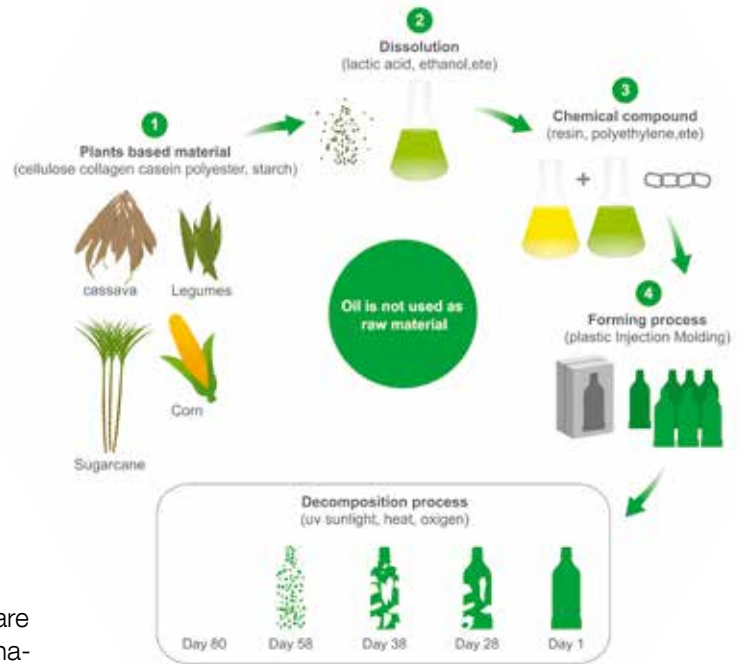 1
Plants based material
(cellulose collagen casein polyester, starch)
cassava
Legumes
Sugarcane
Corn
2
Dissolution
(lactic acid, ethanol,ete)
3
Chemical compound
(resin, polyethylene,ete)
+
4
Forming process
(plastic Injection Molding)
Oil is not used as
raw material
Decomposition process
(uv sunlight, heat, oxigen)
Day 80 Day 58 Day 38 Day 28 Day 1
are
na-